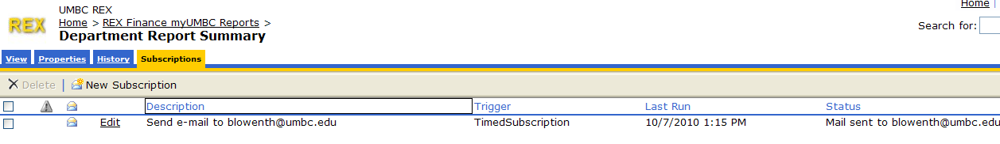 UMBC REX
Home |
REX
Home > REX Finance myUMBC Reports >
Search for:
Department Report Summary
View Properties History Subscriptions
Delete | New Subscription
Description Trigger Last Run Status
Edit Send e-mail to blowenth@umbc.edu TimedSubscription 10/7/2010 1:15 PM Mail sent to blowenth@umbc.edu